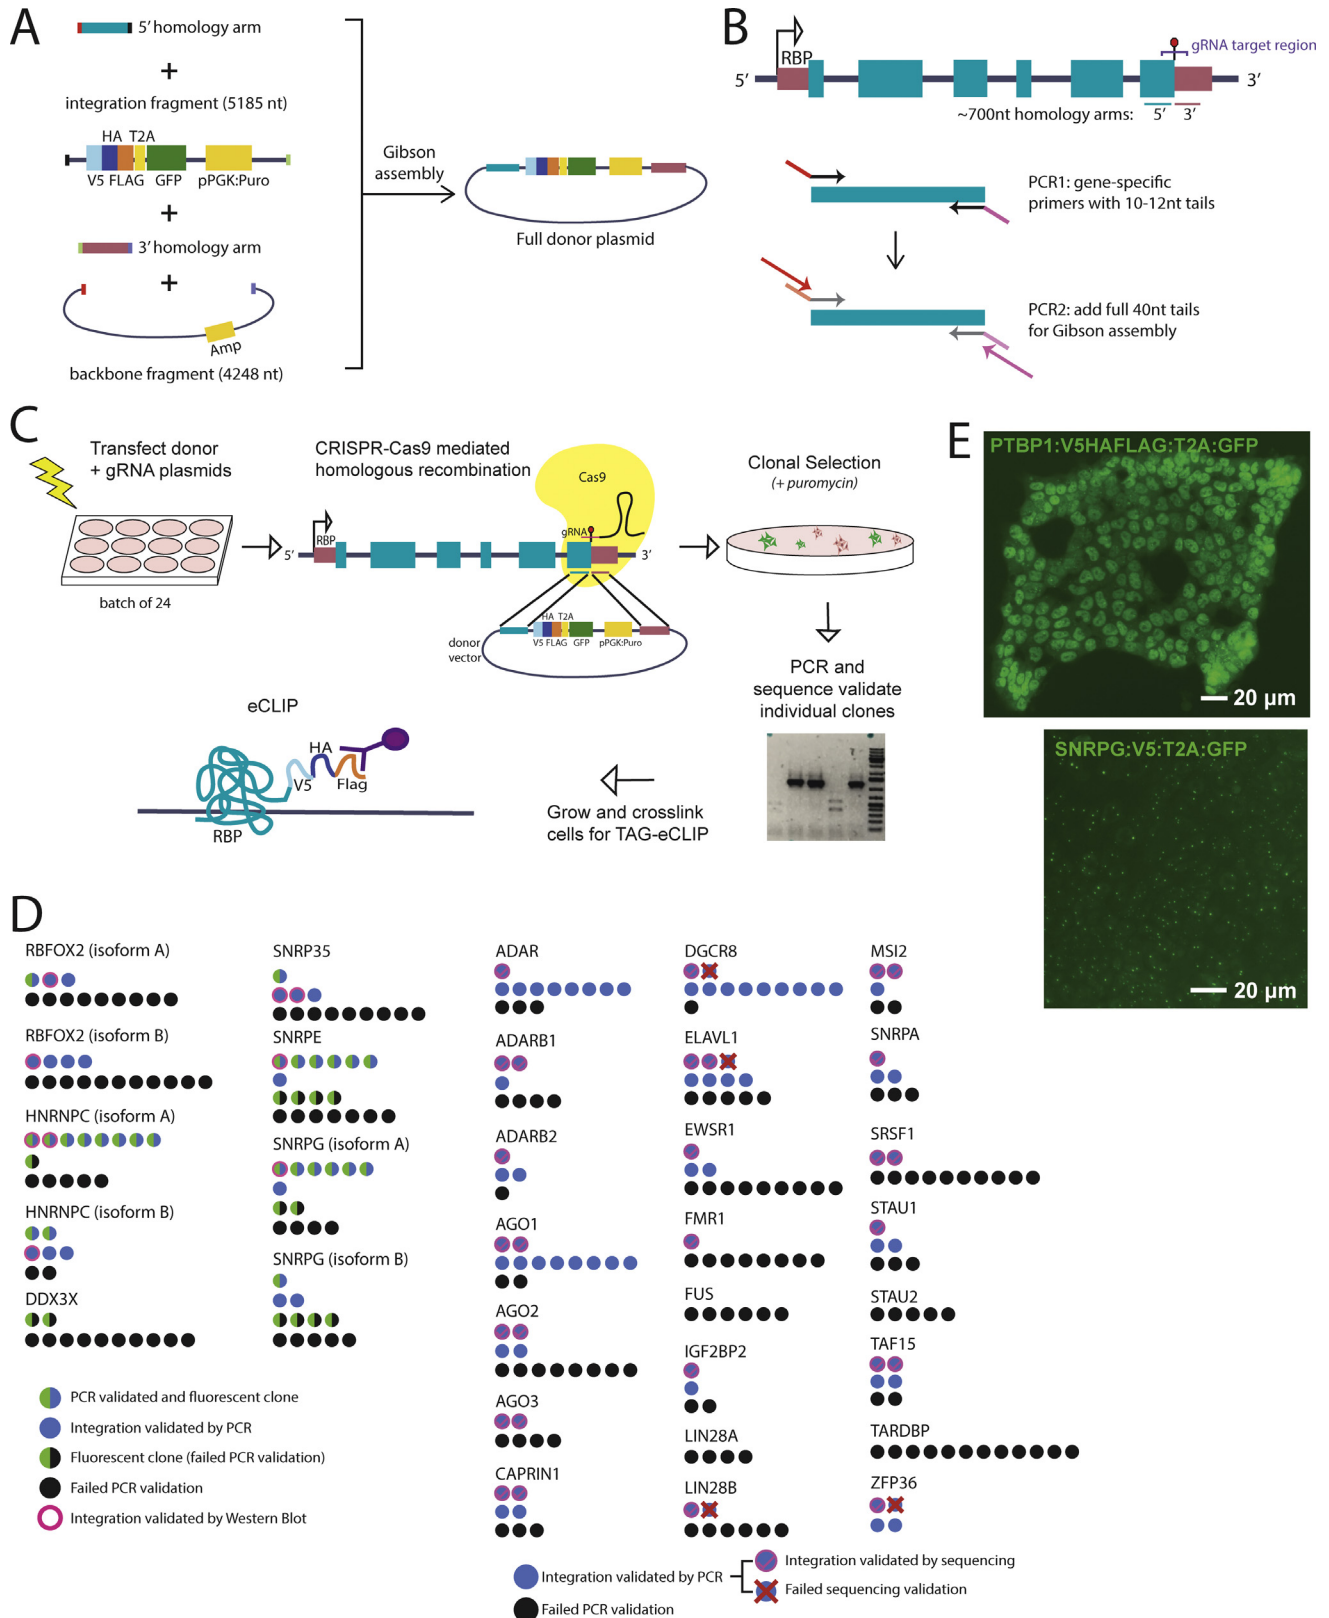 A
5′ homology arm
+
integration fragment (5185 nt)
HA T2A
V5 FLAG GFP pPGK:Puro
+
3′ homology arm
+
Amp
backbone fragment (4248 nt)
Gibson
assembly
Full donor plasmid
B
RBP
gRNA target region
5′
3′
~700nt homology arms: 5′ 3′
PCR1: gene-specific
primers with 10-12nt tails
PCR2: add full 40nt tails
for Gibson assembly
C
Transfect donor
+ gRNA plasmids
batch of 24
CRISPR-Cas9 mediated
homologous recombination
Cas9
gRNA
RBP
5′
3′
HA T2A
V5 FLAG GFP pPGK:Puro
donor
vector
Clonal Selection
(+ puromycin)
PCR and
sequence validate
individual clones
Grow and crosslink
cells for TAG-eCLIP
eCLIP
HA
V5
Flag
RBP
E
PTBP1:V5HAFLAG:T2A:GFP
20 µm
SNRPG:V5:T2A:GFP
20 µm
D
RBFOX2 (isoform A)
RBFOX2 (isoform B)
HNRNPC (isoform A)
HNRNPC (isoform B)
DDX3X
SNRP35
SNRPE
SNRPG (isoform A)
SNRPG (isoform B)
PCR validated and fluorescent clone
Integration validated by PCR
Fluorescent clone (failed PCR validation)
Failed PCR validation
Integration validated by Western Blot
ADAR
ADARB1
ADARB2
AGO1
AGO2
AGO3
CAPRIN1
DGCR8
ELAVL1
EWSR1
FMR1
FUS
IGF2BP2
LIN28A
LIN28B
MSI2
SNRPA
SRSF1
STAU1
STAU2
TAF15
TARDBP
ZFP36
Integration validated by PCR
Integration validated by sequencing
Failed sequencing validation
Failed PCR validation